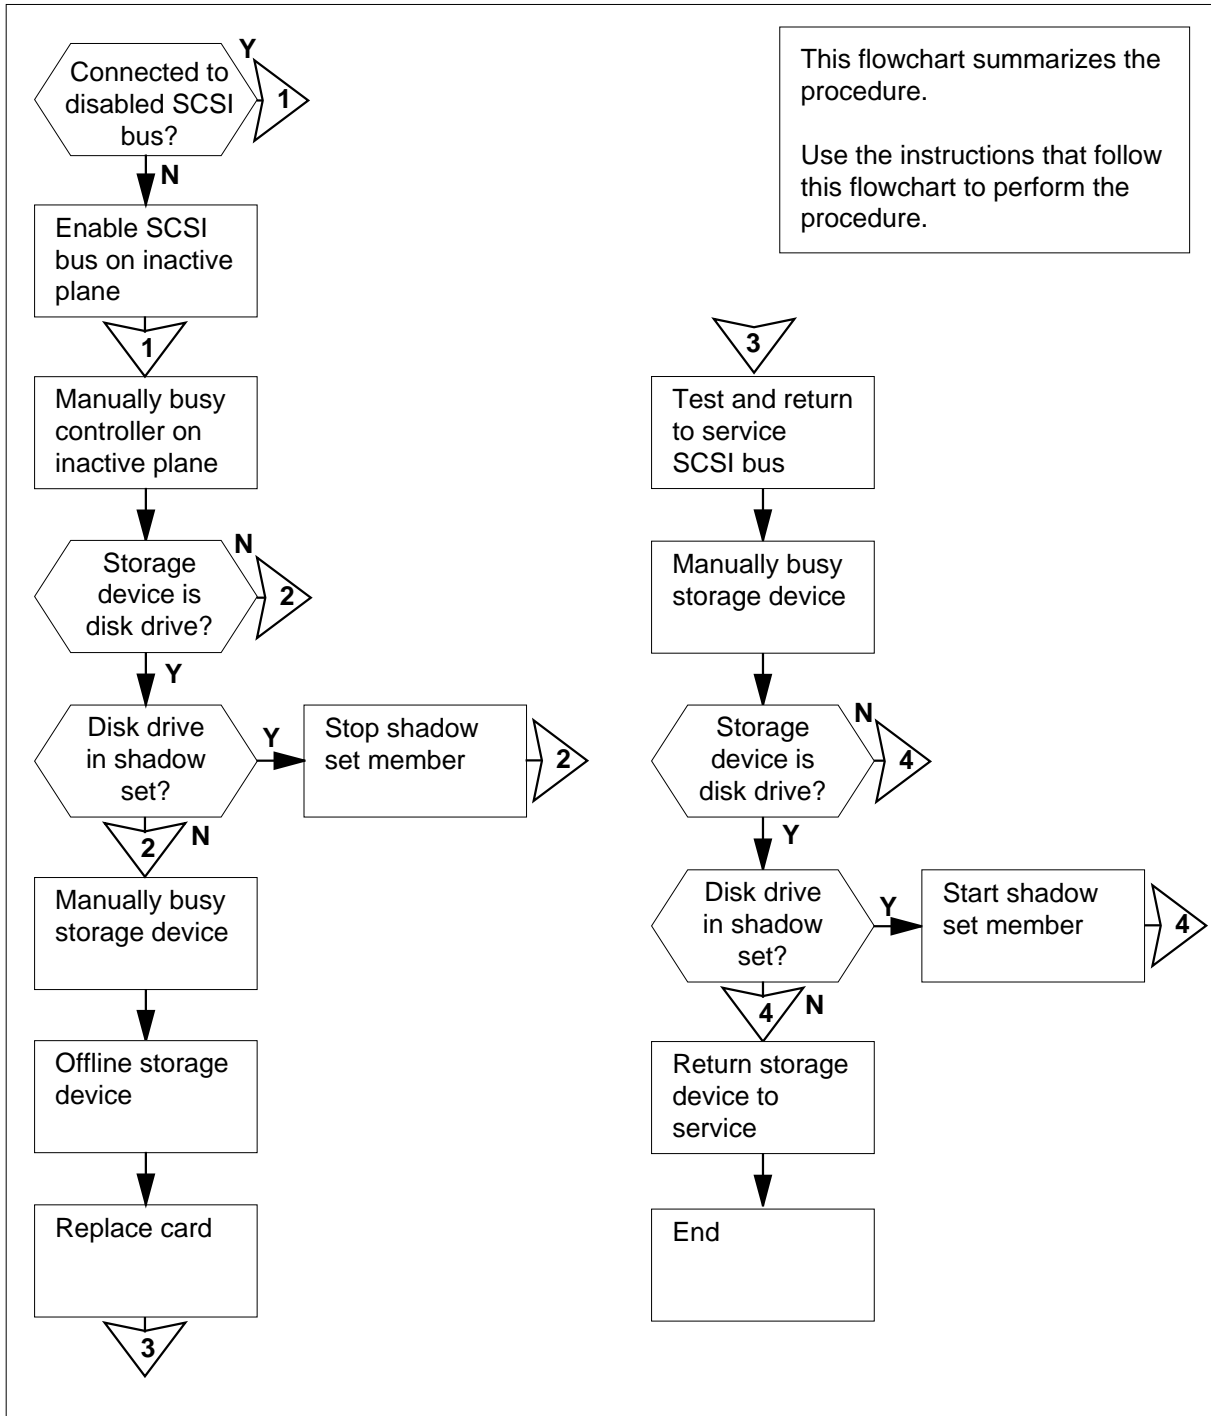 Y
Connected to
disabled SCSI
bus?
1
N
Enable SCSI
bus on inactive
plane
1
Manually busy
controller on
inactive plane
N
Storage
device is
disk drive?
2
Y
Disk drive
in shadow
set?
Y
Stop shadow
set member
2
2
N
Manually busy
storage device
Offline storage
device
Replace card
3
This flowchart summarizes the
procedure.
Use the instructions that follow
this flowchart to perform the
procedure.
3
Test and return
to service
SCSI bus
Manually busy
storage device
N
Storage
device is
disk drive?
4
Y
Disk drive
in shadow
set?
Y
Start shadow
set member
4
4
N
Return storage
device to
service
End